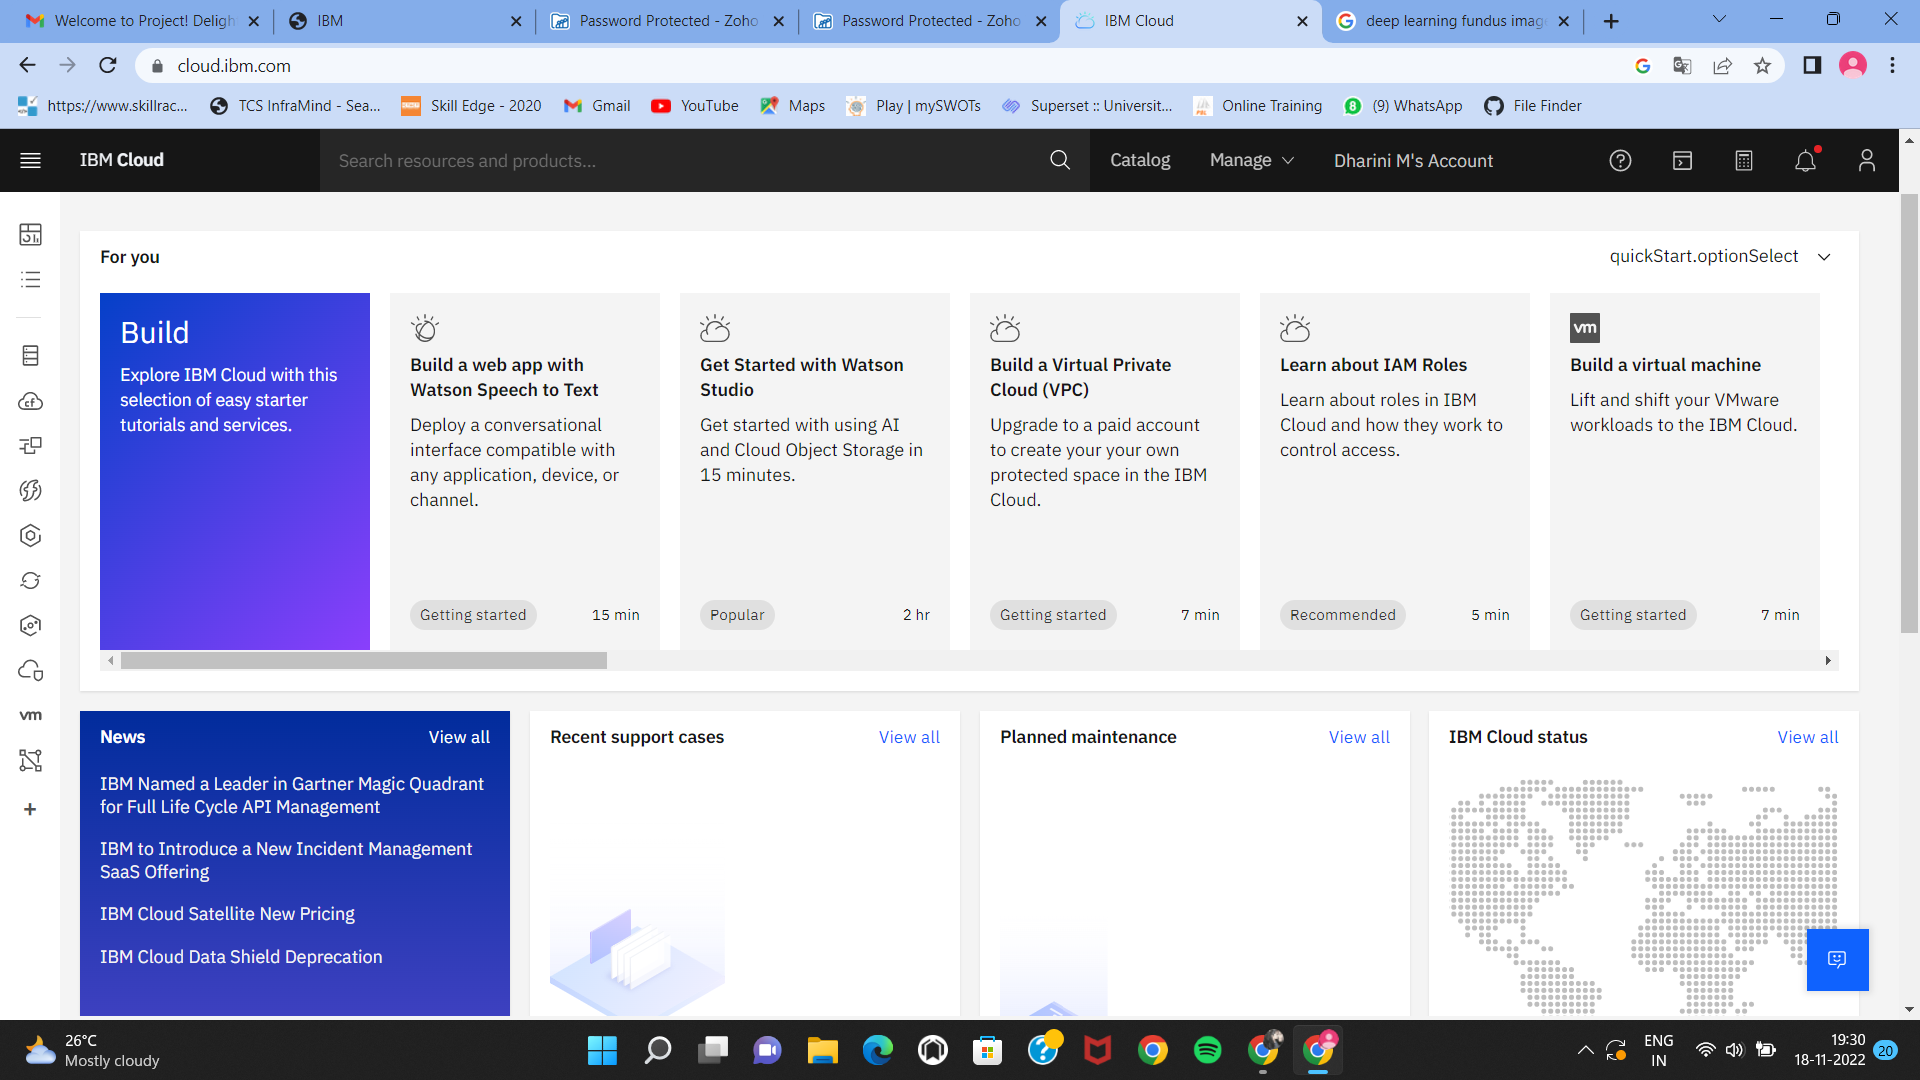 Welcome to Project! Deligh
IBM
Password Protected - Zoho
Password Protected - Zoho
IBM Cloud
deep learning fundus imag
cloud.ibm.com
https://www.skillrac...
TCS InfraMind - Sea...
Skill Edge - 2020
Gmail
YouTube
Maps
Play | mySWOTs
Superset :: Universit...
Online Training
(9) WhatsApp
File Finder
IBM Cloud
Search resources and products...
Catalog
Manage
Dharini M's Account
For you
quickStart.optionSelect
Build
Explore IBM Cloud with this
selection of easy starter
tutorials and services.
Build a web app with
Watson Speech to Text
Deploy a conversational
interface compatible with
any application, device, or
channel.
Getting started
15 min
Get Started with Watson
Studio
Get started with using AI
and Cloud Object Storage in
15 minutes.
Popular
2 hr
Build a Virtual Private
Cloud (VPC)
Upgrade to a paid account
to create your your own
protected space in the IBM
Cloud.
Getting started
7 min
Learn about IAM Roles
Learn about roles in IBM
Cloud and how they work to
control access.
Recommended
5 min
vm
Build a virtual machine
Lift and shift your VMware
workloads to the IBM Cloud.
Getting started
7 min
vm
News
View all
IBM Named a Leader in Gartner Magic Quadrant
for Full Life Cycle API Management
IBM to Introduce a New Incident Management
SaaS Offering
IBM Cloud Satellite New Pricing
IBM Cloud Data Shield Deprecation
Recent support cases
View all
Planned maintenance
View all
IBM Cloud status
View all
26°C
Mostly cloudy
ENG
IN
19:30
18-11-2022
20